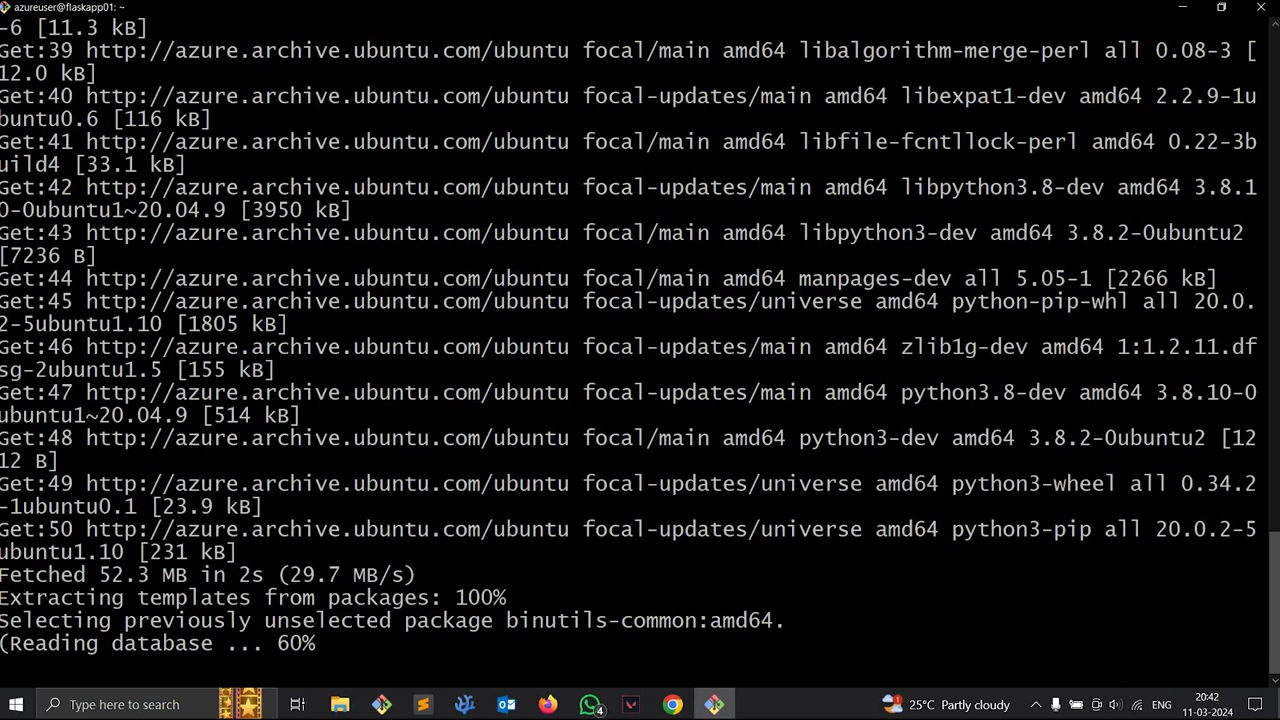 azureuser@flaskapp01: ~
-6 [11.3 kB]
Get:39 http://azure.archive.ubuntu.com/ubuntu focal/main amd64 libalgorithm-merge-perl all 0.08-3 [
12.0 kB]
Get:40 http://azure.archive.ubuntu.com/ubuntu focal-updates/main amd64 libexpat1-dev amd64 2.2.9-1u
buntu0.6 [116 kB]
Get:41 http://azure.archive.ubuntu.com/ubuntu focal-updates/main amd64 libfile-fcntllock-perl amd64 0.22-3b
uild4 [33.1 kB]
Get:42 http://azure.archive.ubuntu.com/ubuntu focal-updates/main amd64 libpython3.8-dev amd64 3.8.1
0-0ubuntu1~20.04.9 [3950 kB]
Get:43 http://azure.archive.ubuntu.com/ubuntu focal/main amd64 libpython3-dev amd64 3.8.2-0ubuntu2
[7236 B]
Get:44 http://azure.archive.ubuntu.com/ubuntu focal/main amd64 manpages-dev all 5.05-1 [2266 kB]
Get:45 http://azure.archive.ubuntu.com/ubuntu focal-updates/universe amd64 python-pip-whl all 20.0.
2-5ubuntu1.10 [1805 kB]
Get:46 http://azure.archive.ubuntu.com/ubuntu focal-updates/main amd64 zlib1g-dev amd64 1:1.2.11.df
sg-2ubuntu1.5 [155 kB]
Get:47 http://azure.archive.ubuntu.com/ubuntu focal-updates/main amd64 python3.8-dev amd64 3.8.10-0
ubuntu1~20.04.9 [514 kB]
Get:48 http://azure.archive.ubuntu.com/ubuntu focal/main amd64 python3-dev amd64 3.8.2-0ubuntu2 [12
12 B]
Get:49 http://azure.archive.ubuntu.com/ubuntu focal-updates/universe amd64 python3-wheel all 0.34.2
-1ubuntu0.1 [23.9 kB]
Get:50 http://azure.archive.ubuntu.com/ubuntu focal-updates/universe amd64 python3-pip all 20.0.2-5
ubuntu1.10 [231 kB]
Fetched 52.3 MB in 2s (29.7 MB/s)
Extracting templates from packages: 100%
Selecting previously unselected package binutils-common:amd64.
(Reading database ... 60%
Type here to search
4
1
25°C Partly cloudy
ENG
20:42
11-03-2024